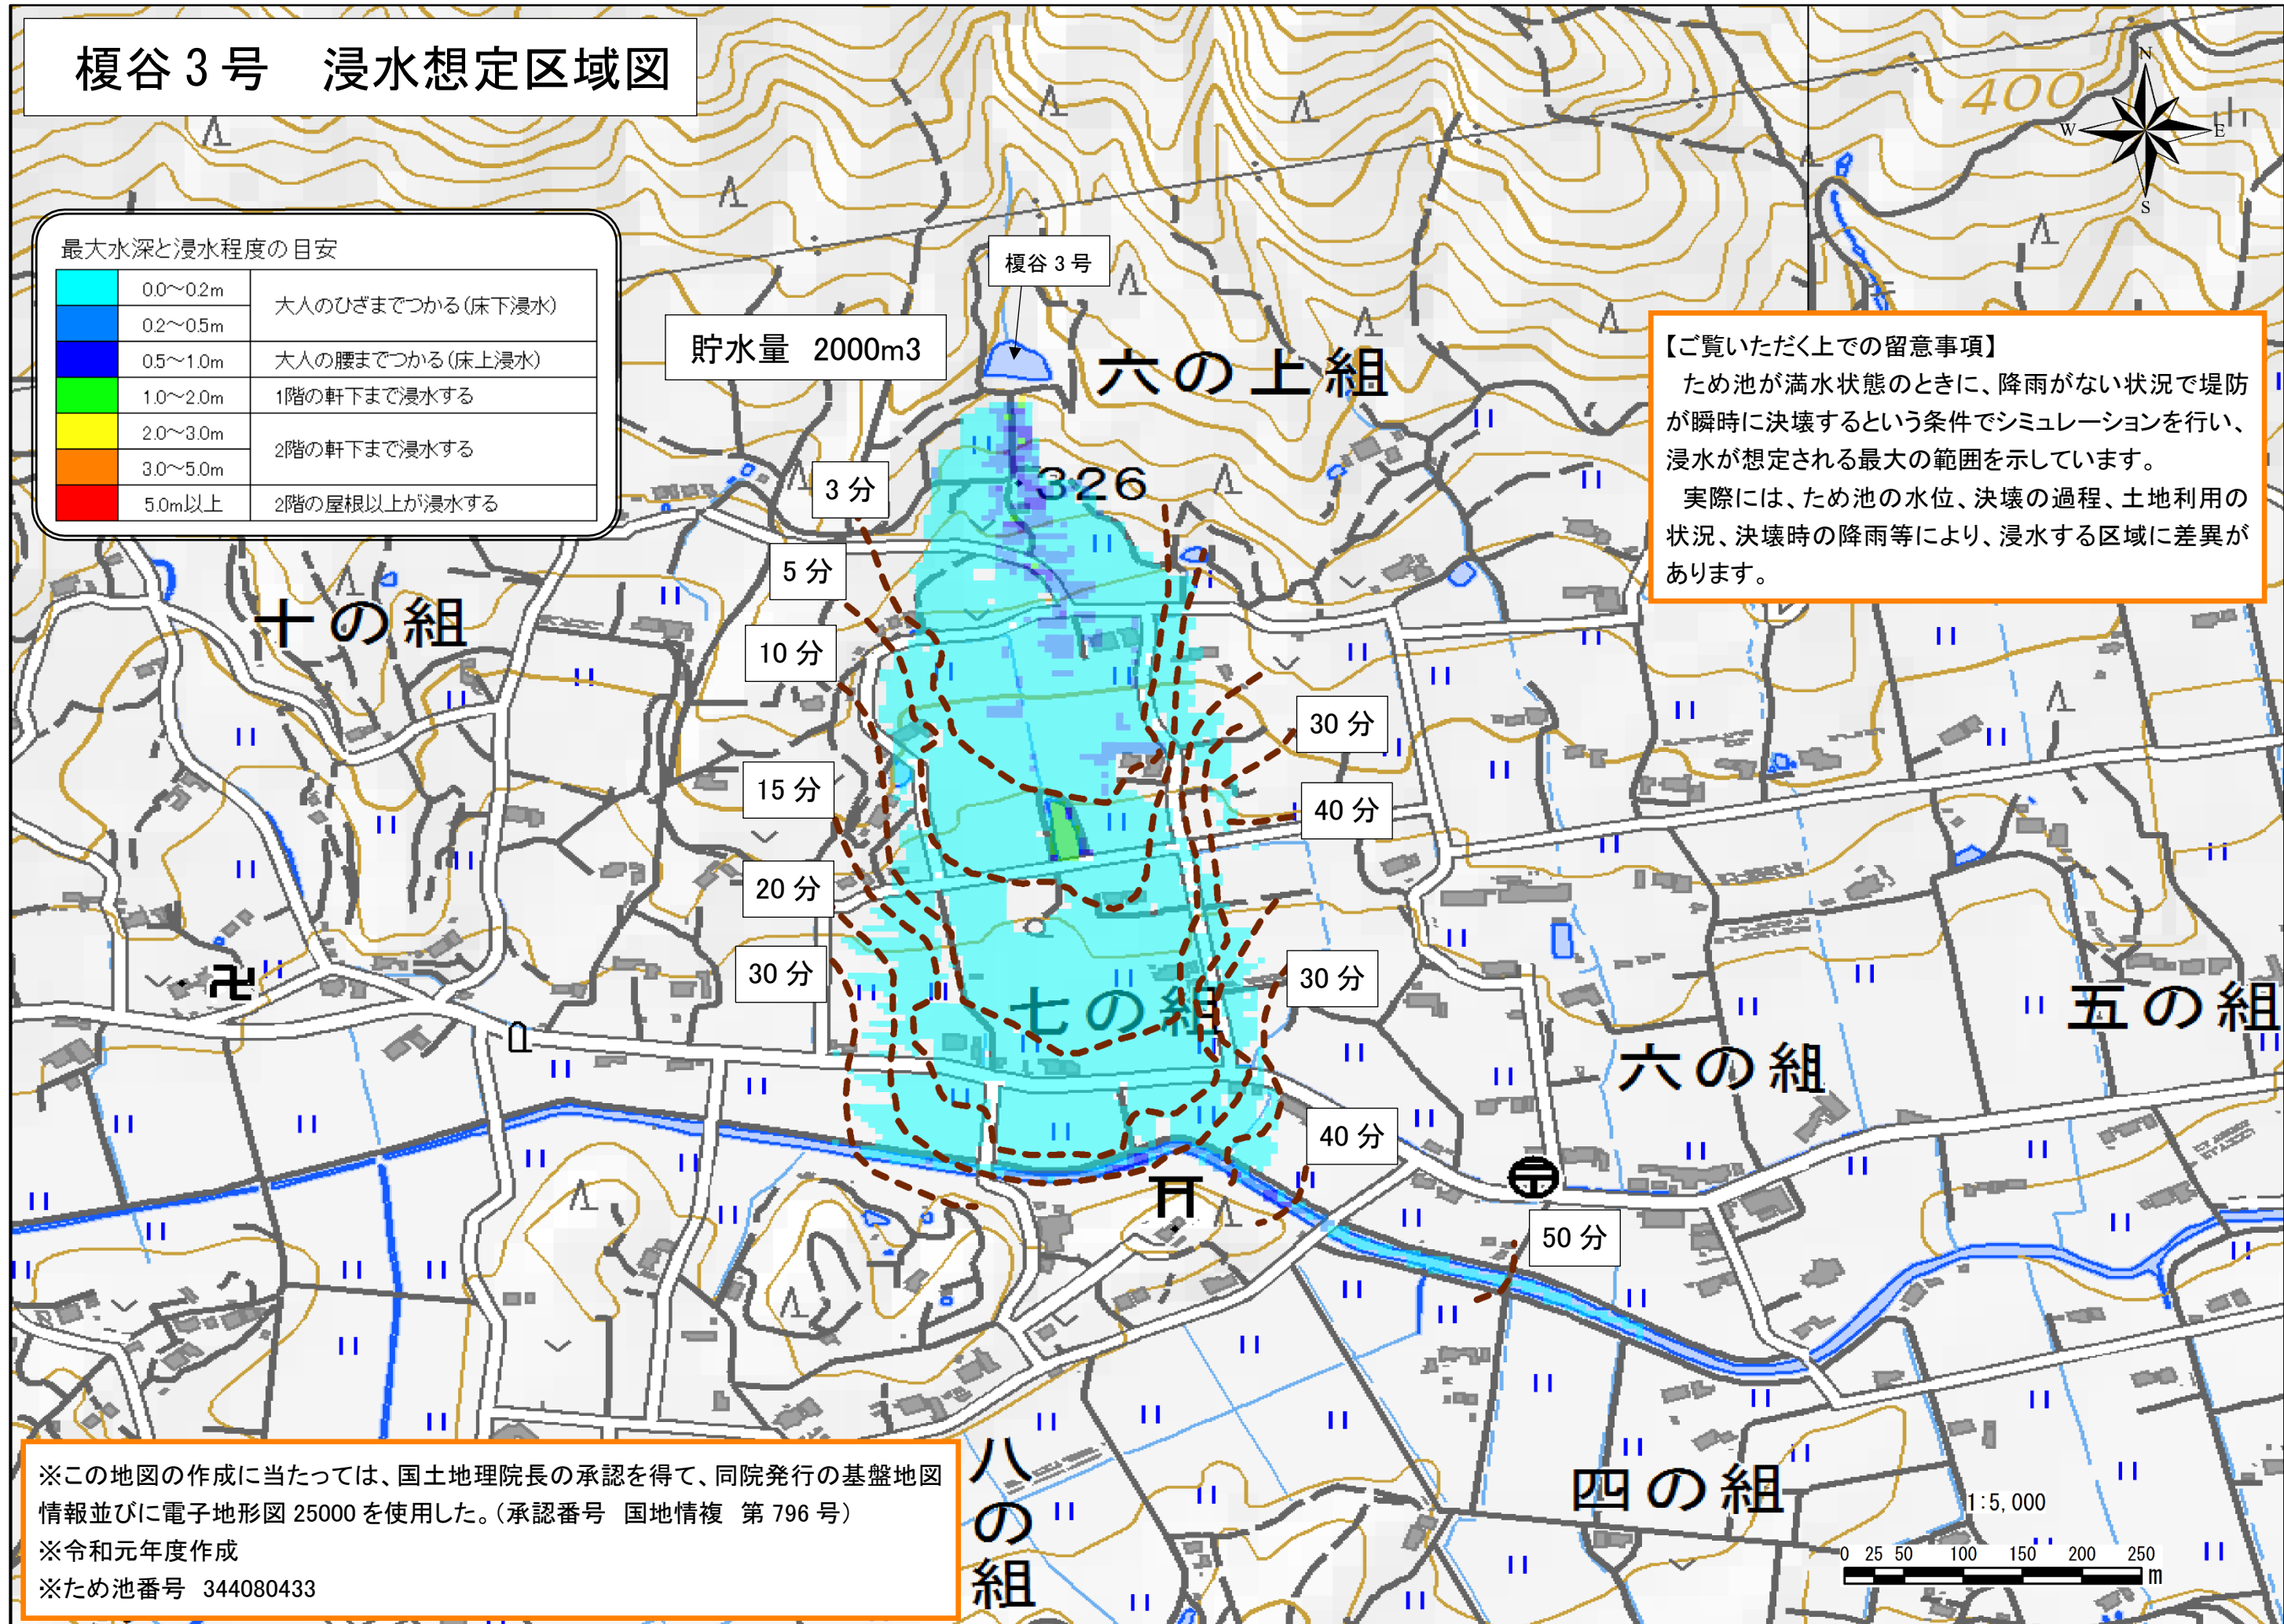 榎谷３号　浸水想定区域図
最大水深と浸水程度の目安
0.0～0.2m
大人のひざまでつかる(床下浸水)
0.2～0.5m
0.5～1.0m
大人の腰までつかる(床上浸水)
1.0～2.0m
1階の軒下まで浸水する
2.0～3.0m
2階の軒下まで浸水する
3.0～5.0m
5.0m以上
2階の屋根以上が浸水する
400
N
W
E
S
榎谷３号
貯水量 2000m3
六の上組
【ご覧いただく上での留意事項】
ため池が満水状態のときに、降雨がない状況で堤防
が瞬時に決壊するという条件でシミュレーションを行い、
浸水が想定される最大の範囲を示しています。
実際には、ため池の水位、決壊の過程、土地利用の
状況、決壊時の降雨等により、浸水する区域に差異が
あります。
326
3分
5分
10分
15分
20分
30分
30分
40分
30分
40分
50分
十の組
七の組
六の組
五の組
四の組
八の組
※この地図の作成に当たっては、国土地理院長の承認を得て、同院発行の基盤地図
情報並びに電子地形図 25000 を使用した。（承認番号 国地情複 第 796 号）
※令和元年度作成
※ため池番号 344080433
1:5,000
0 25 50 100 150 200 250
m